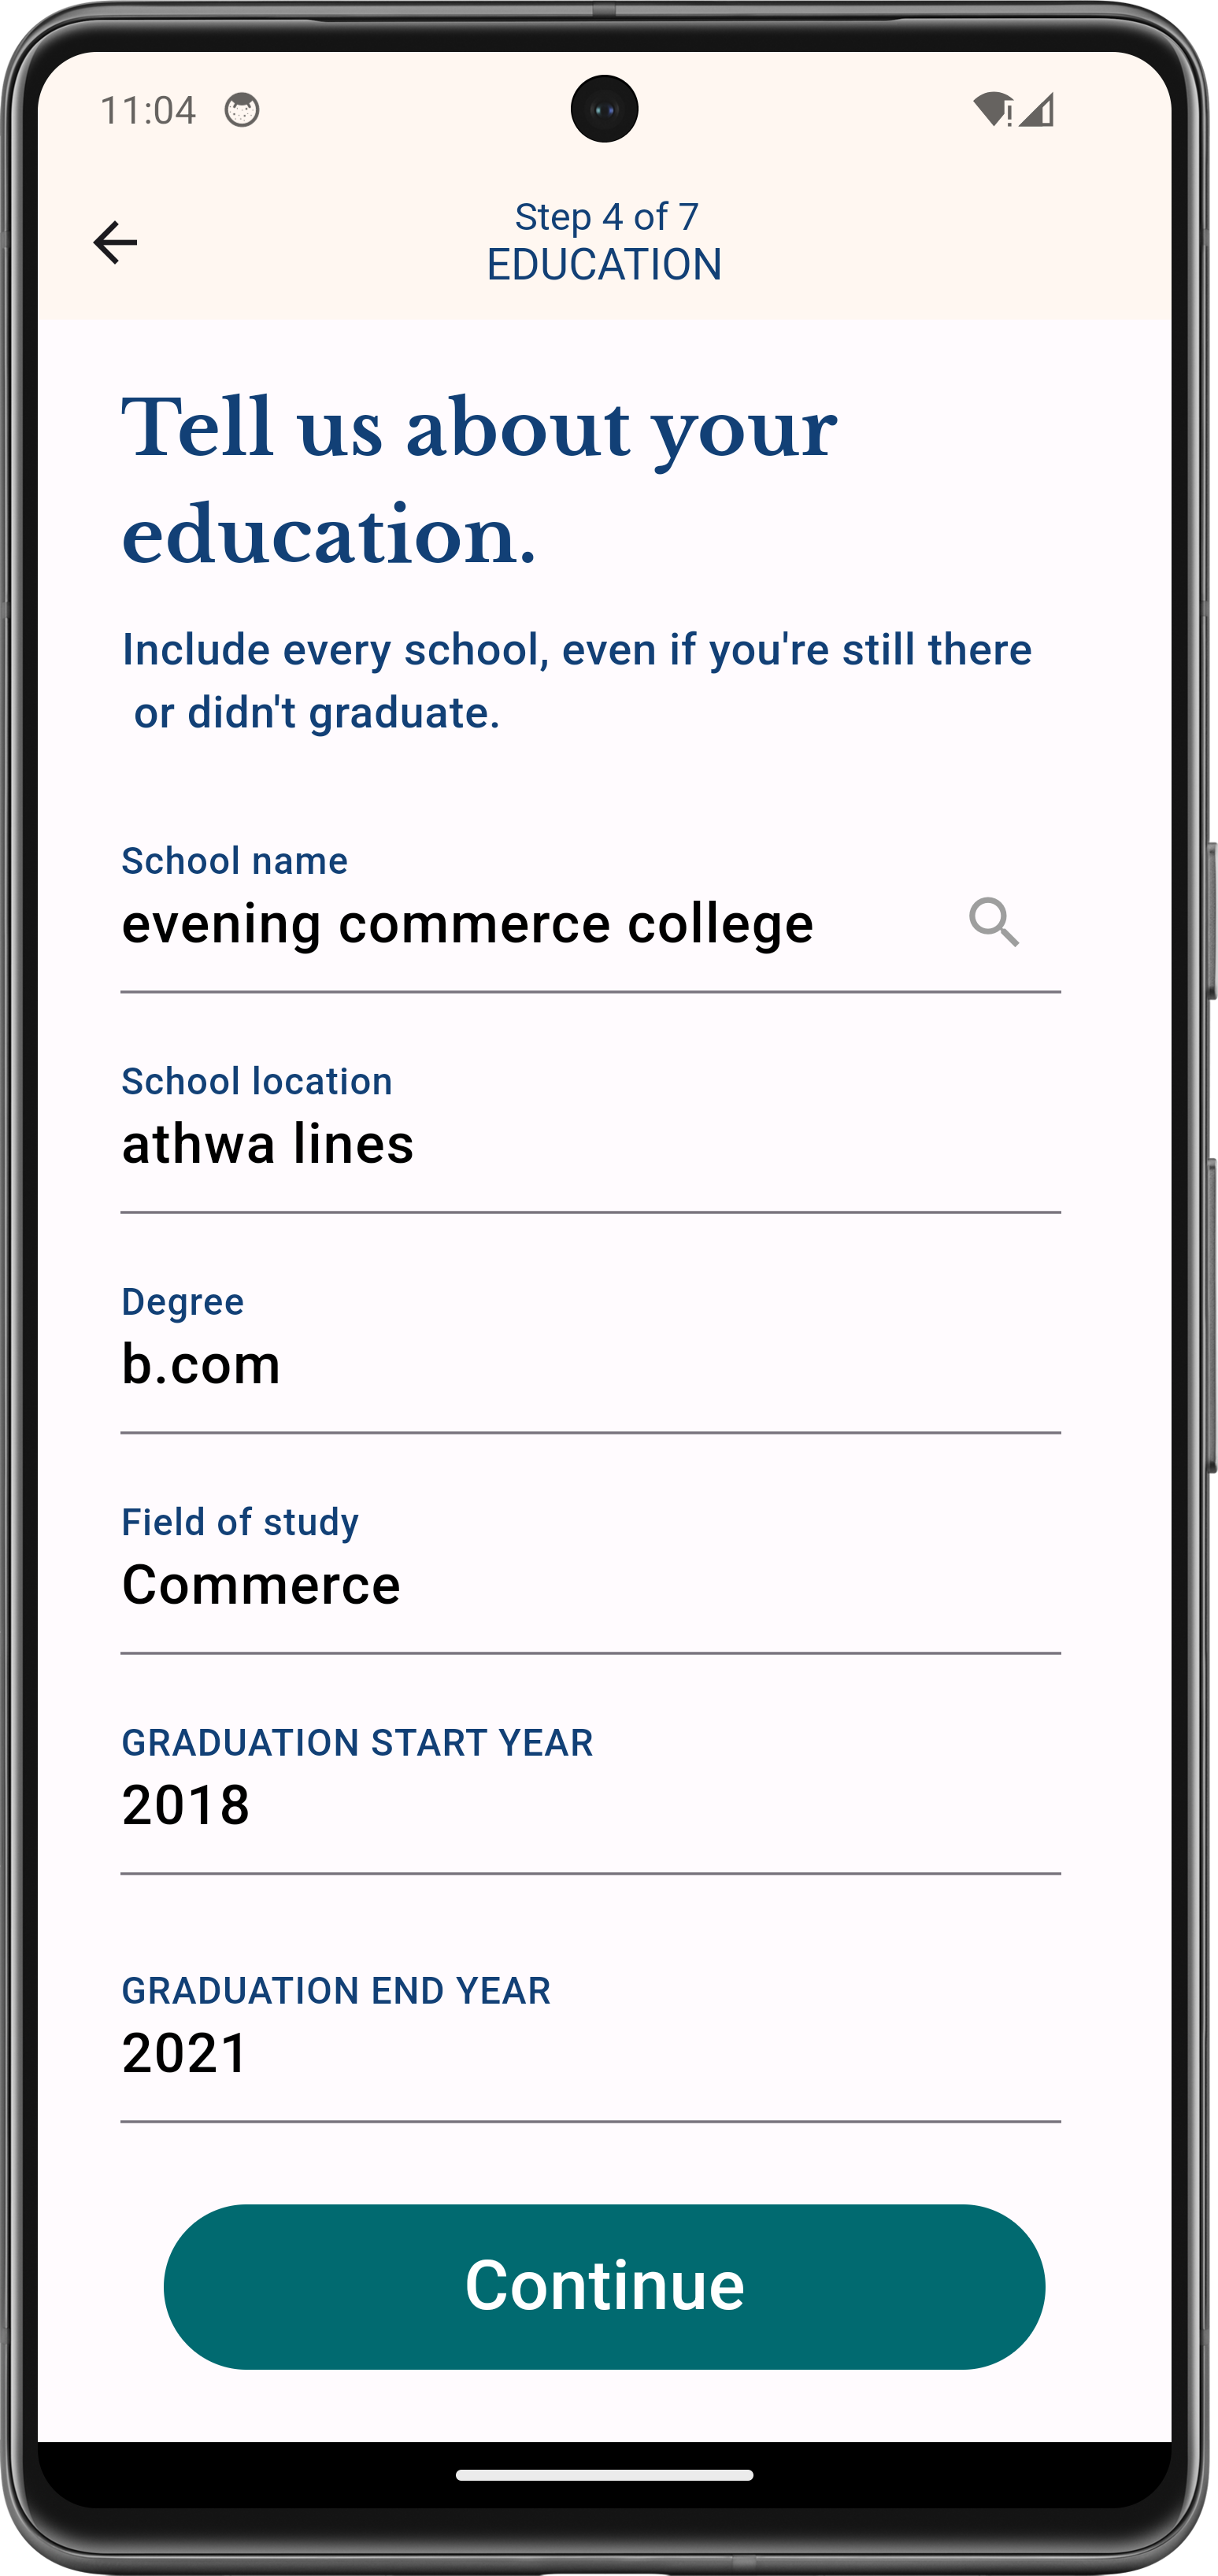 11:04
Step 4 of 7
EDUCATION
Tell us about your
education.
Include every school, even if you're still there
or didn't graduate.
School name
evening commerce college
School location
athwa lines
Degree
b.com
Field of study
Commerce
GRADUATION START YEAR
2018
GRADUATION END YEAR
2021
Continue